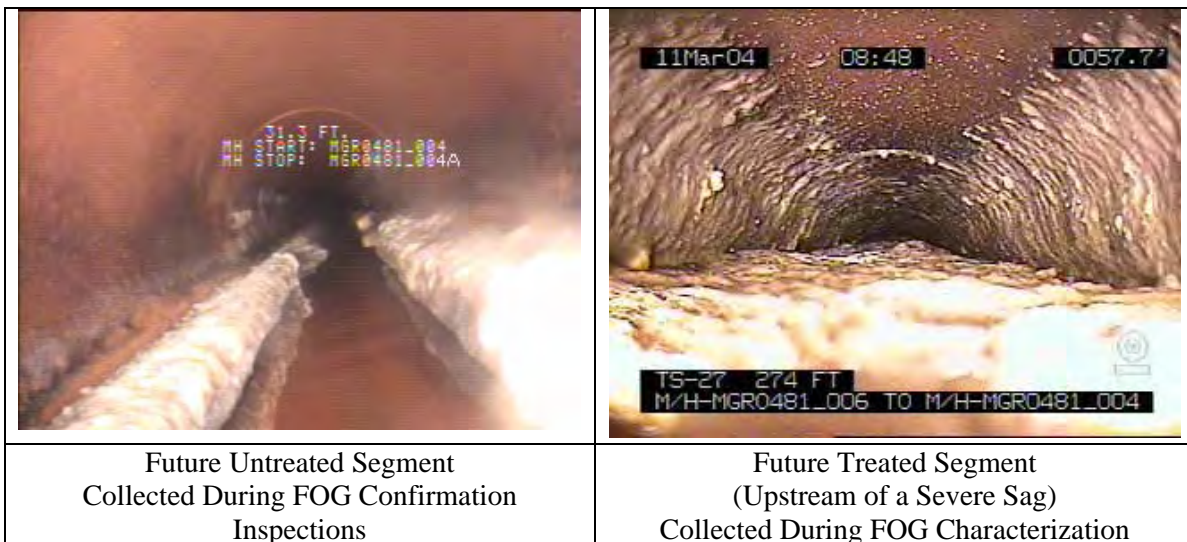 31.3 FT.
MH START: MGR0481_004
MH STOP: MGR0481_004A
11Mar04 08:48 0057.7'
TS-27 274 FT
M/H-MGR0481_006 TO M/H-MGR0481_004
Future Untreated Segment
Collected During FOG Confirmation
Inspections
Future Treated Segment
(Upstream of a Severe Sag)
Collected During FOG Characterization